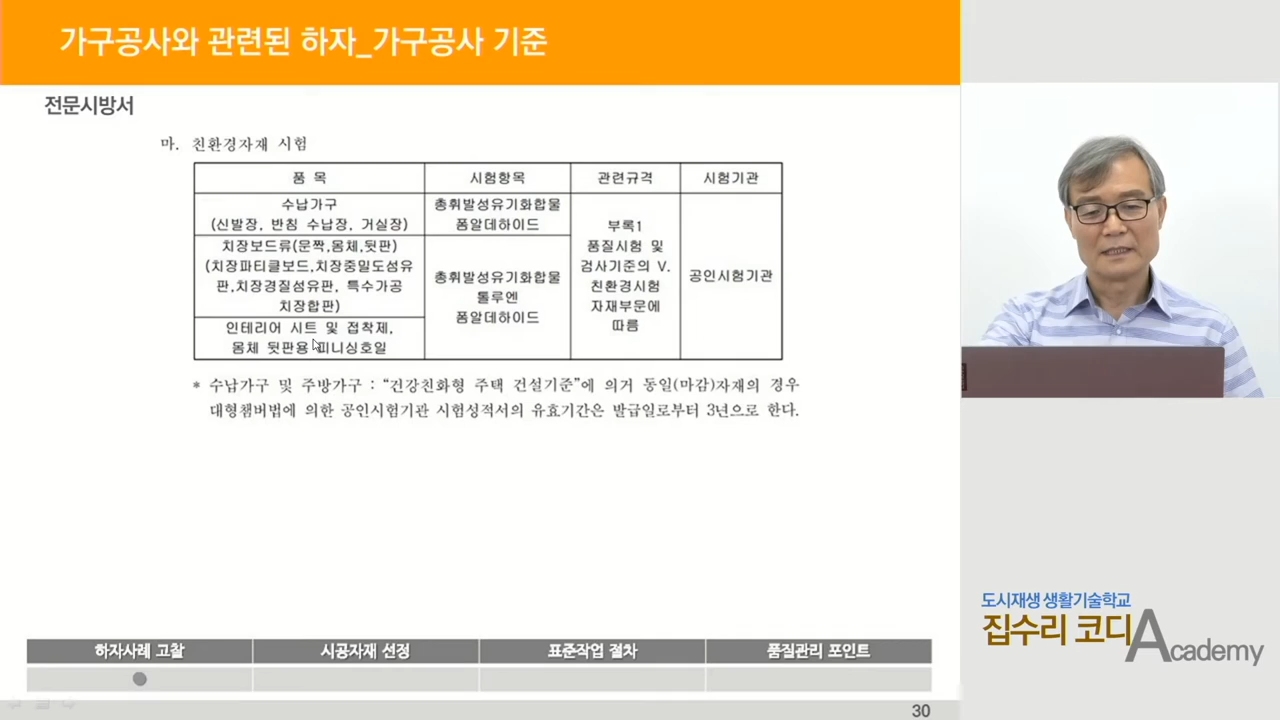 가구공사와 관련된 하자_가구공사 기준
전문시방서
마. 친환경자재 시험
품 목 시험항목 관련규격 시험기관
수납가구
(신발장, 반침 수납장, 거실장)
총휘발성유기화합물
폼알데하이드
치장보드류(문짝,몸체,뒷판)
(치장파티클보드,치장중밀도섬유
판,치장경질섬유판, 특수가공
치장합판)
총휘발성유기화합물
톨루엔
폼알데하이드
인테리어 시트 및 접착제,
몸체 뒷판용 피니싱호일
부록1
품질시험 및
검사기준의 V.
친환경시험
자재부문에
따름
공인시험기관
* 수납가구 및 주방가구 : “건강친화형 주택 건설기준”에 의거 동일(마감)자재의 경우
대형챔버법에 의한 공인시험기관 시험성적서의 유효기간은 발급일로부터 3년으로 한다.
하자사례 고찰 시공자재 선정 표준작업 절차 품질관리 포인트
30
도시재생 생활기술학교
집수리 코디 Academy